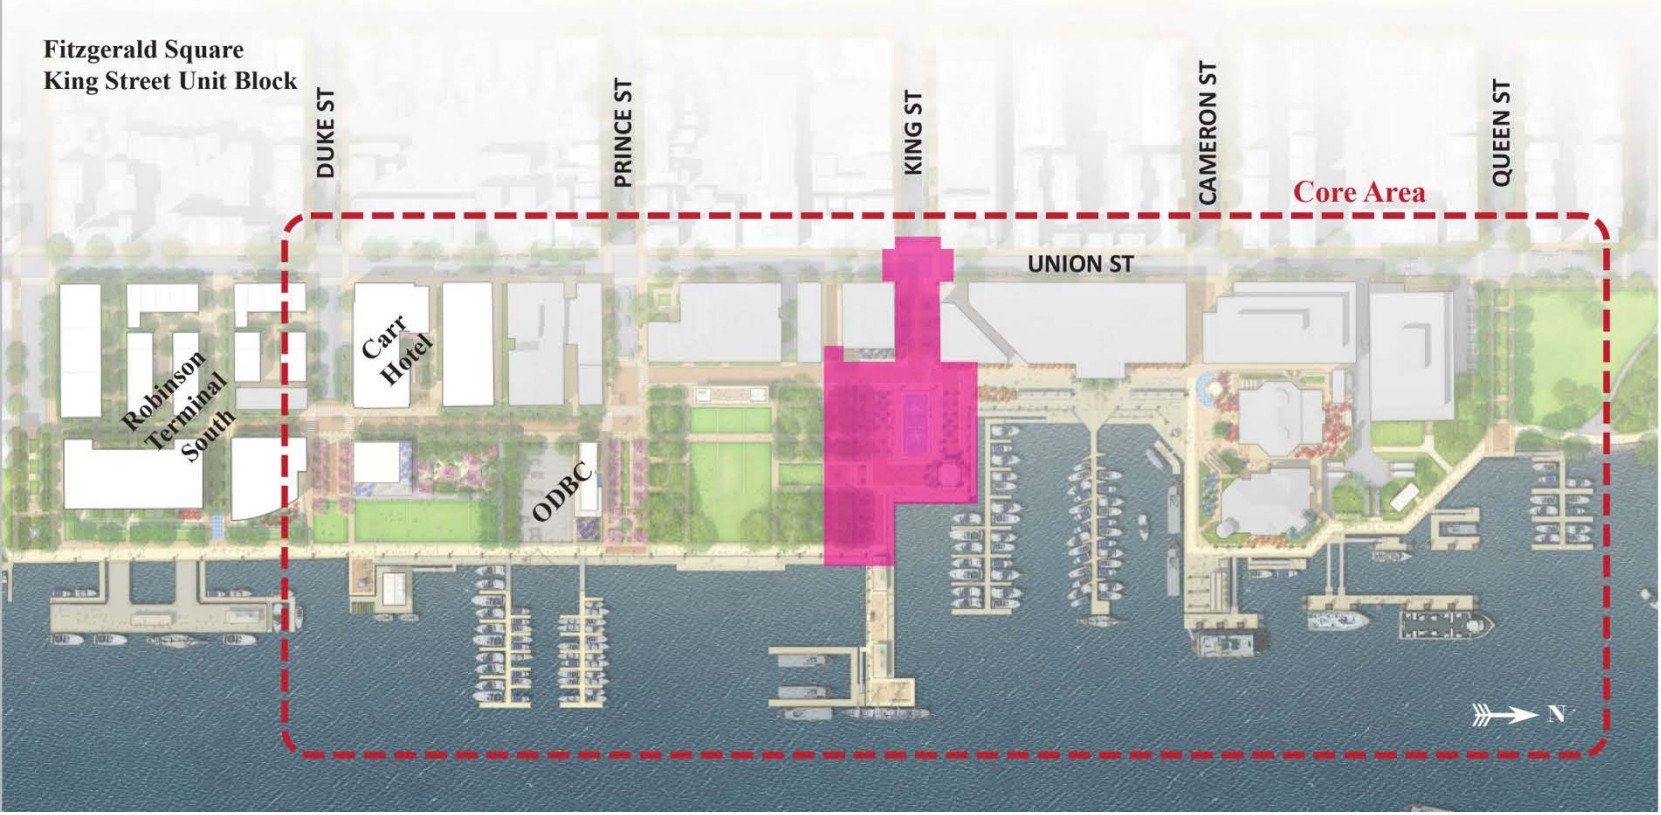 Fitzgerald Square
King Street Unit Block
DUKE ST
PRINCE ST
KING ST
CAMERON ST
QUEEN ST
Core Area
UNION ST
Carr
Hotel
Robinson
Terminal
South
ODBC
N